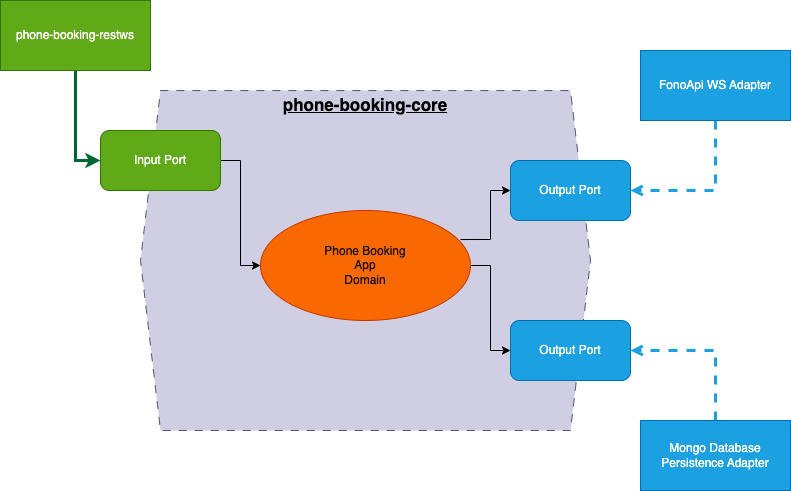 phone-booking-restws
phone-booking-core
FonoApi WS Adapter
Input Port
Output Port
Phone Booking
App
Domain
Output Port
Mongo Database
Persistence Adapter